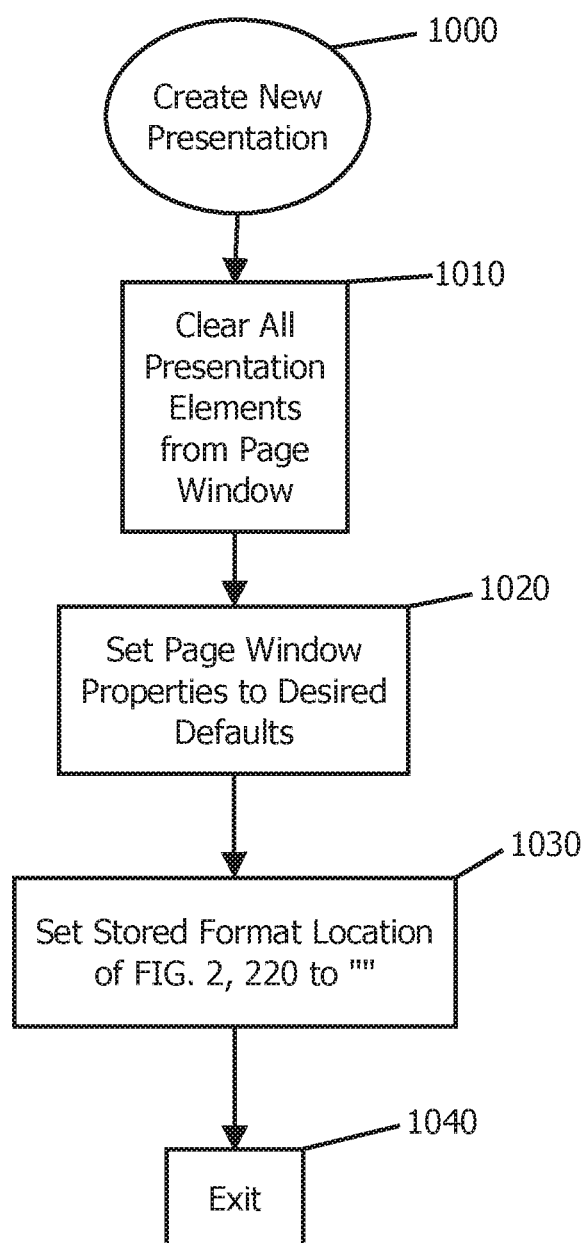 1000
Create New
Presentation
1010
Clear All
Presentation
Elements
from Page
Window
1020
Set Page Window
Properties to Desired
Defaults
1030
Set Stored Format Location
of FIG. 2, 220 to ""
1040
Exit